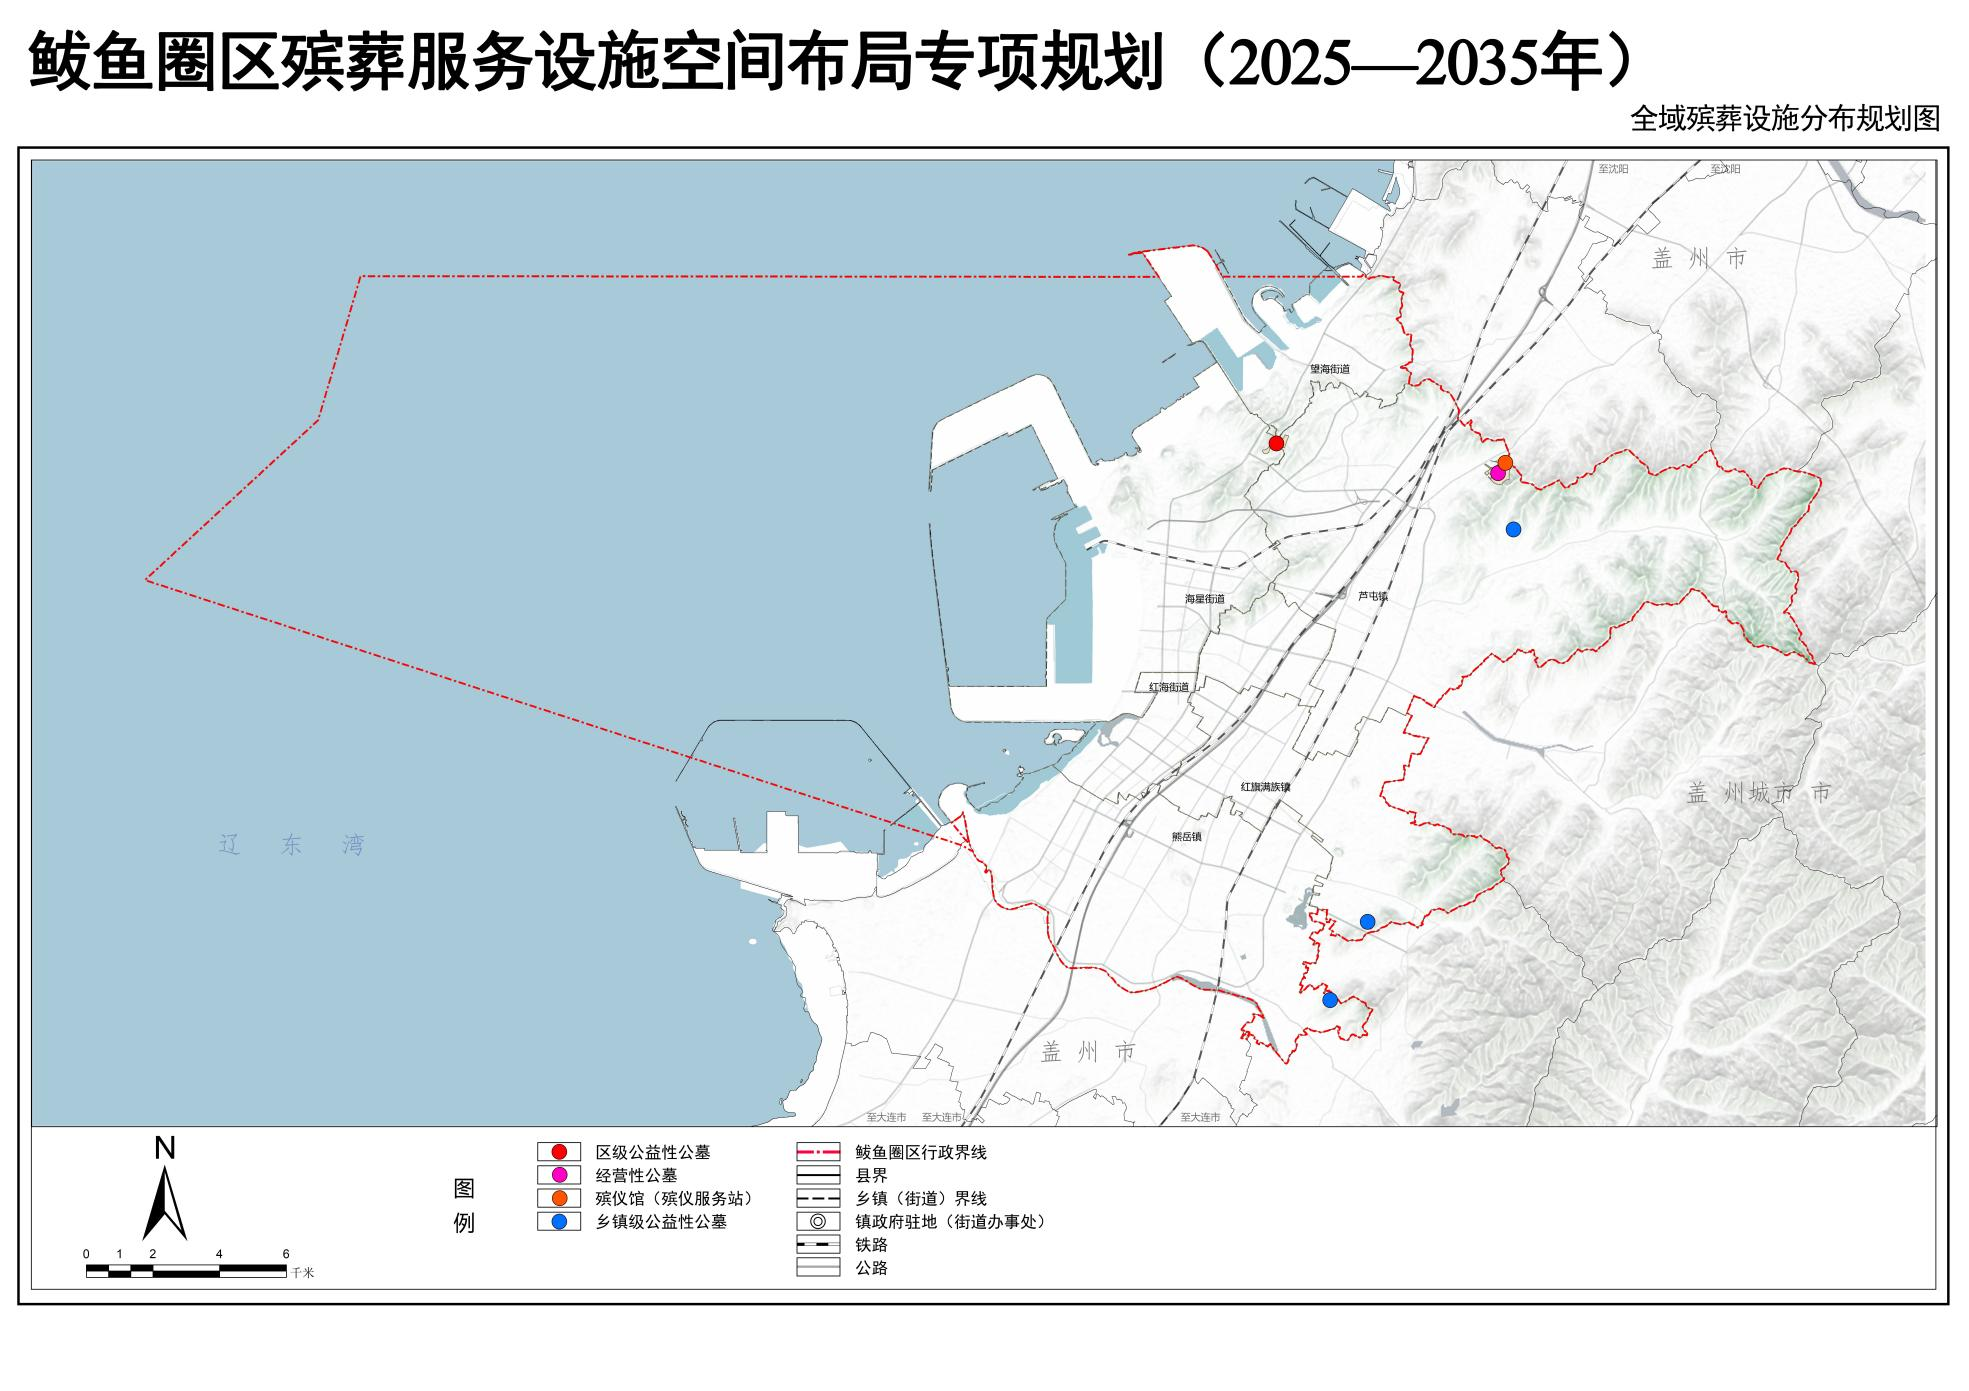 鲅鱼圈区殡葬服务设施空间布局专项规划（2025—2035年）
全域殡葬设施分布规划图
至沈阳
至沈阳
盖州市
望海街道
海星街道
芦屯镇
红海街道
红旗满族镇
盖州城市市
熊岳镇
辽东湾
盖州市
至大连市
至大连市
至大连市
N
0 1 2 4 6
千米
图例
区级公益性公墓
经营性公墓
殡仪馆（殡仪服务站）
乡镇级公益性公墓
鲅鱼圈区行政界线
县界
乡镇（街道）界线
镇政府驻地（街道办事处）
铁路
公路